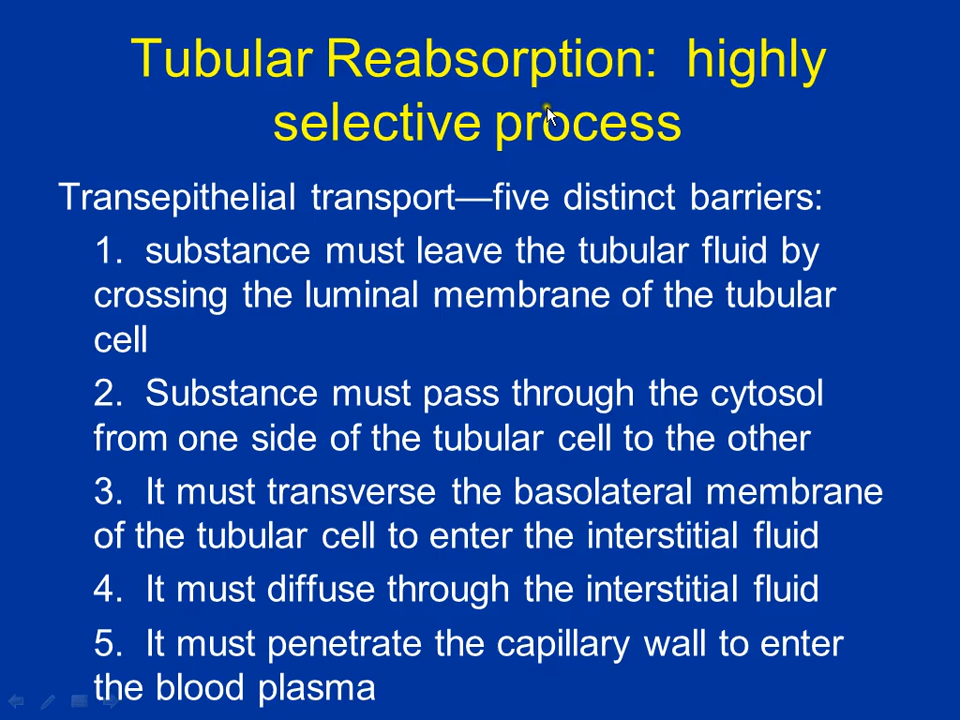 Tubular Reabsorption:  highly
selective process
Transepithelial transport—five distinct barriers:
1.  substance must leave the tubular fluid by
crossing the luminal membrane of the tubular
cell
2.  Substance must pass through the cytosol
from one side of the tubular cell to the other
3.  It must transverse the basolateral membrane
of the tubular cell to enter the interstitial fluid
4.  It must diffuse through the interstitial fluid
5.  It must penetrate the capillary wall to enter
the blood plasma